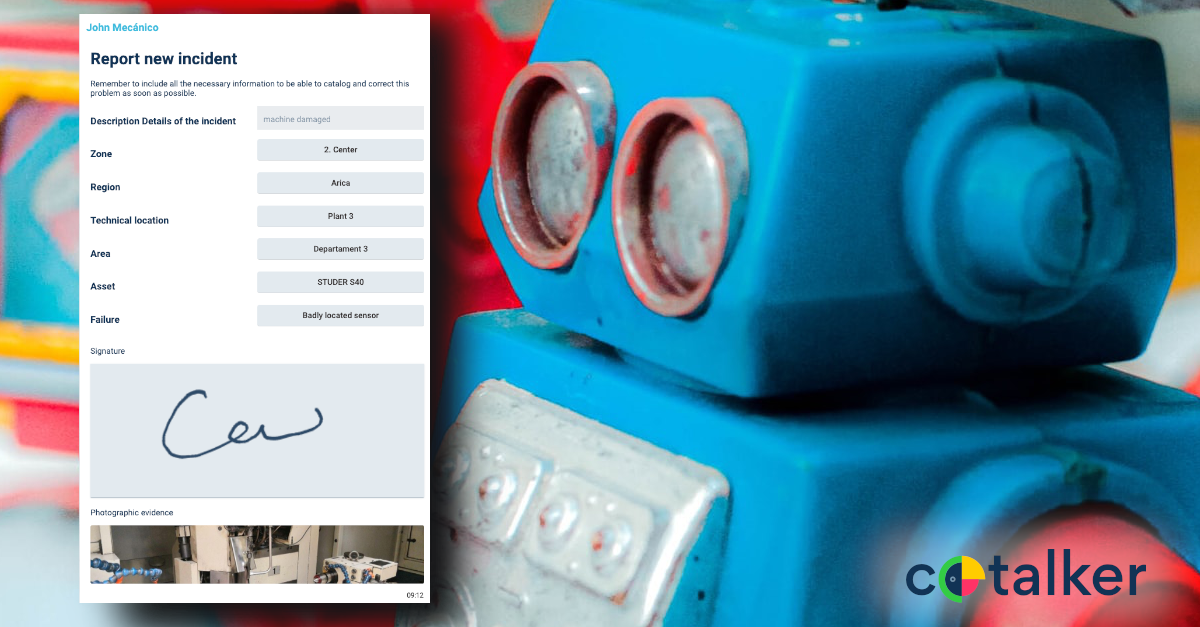 John Mecánico
Report new incident
Remember to include all the necessary information to be able to catalog and correct this
problem as soon as possible.
Description Details of the incident machine damaged
Zone 2. Center
Region Arica
Technical location Plant 3
Area Departament 3
Asset STUDER S40
Failure Badly located sensor
Signature
Photographic evidence
09:12
cotalker